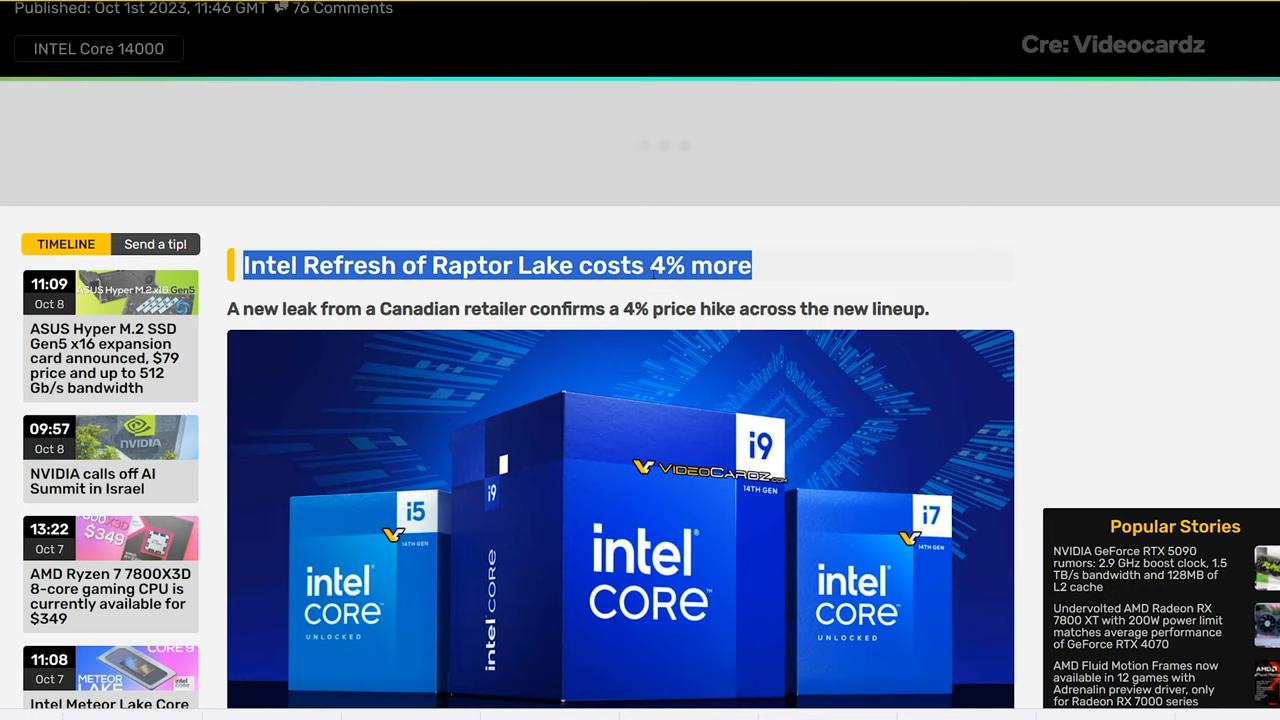 Published: Oct 1st 2023, 11:46 GMT 76 Comments
INTEL Core 14000
Cre: Videocardz
TIMELINE
Send a tip!
11:09
Oct 8
ASUS Hyper M.2 x16 Gen5
ASUS Hyper M.2 SSD
Gen5 x16 expansion
card announced, $79
price and up to 512
Gb/s bandwidth
09:57
Oct 8
NVIDIA
NVIDIA calls off AI
Summit in Israel
13:22
Oct 7
$349
AMD Ryzen 7 7800X3D
8-core gaming CPU is
currently available for
$349
11:08
Oct 7
CORE 9
METEOR
LAKE
intel
CORE
Intel Meteor Lake Core
Intel Refresh of Raptor Lake costs 4% more
A new leak from a Canadian retailer confirms a 4% price hike across the new lineup.
i5
14TH GEN
intel
CORE
UNLOCKED
i9
intel CORE
i9
14TH GEN
VIDEOCARDZ.COM
intel
CORE
i7
14TH GEN
intel
CORE
UNLOCKED
Popular Stories
NVIDIA GeForce RTX 5090
rumors: 2.9 GHz boost clock, 1.5
TB/s bandwidth and 128MB of
L2 cache
Undervolted AMD Radeon RX
7800 XT with 200W power limit
matches average performance
of GeForce RTX 4070
AMD Fluid Motion Frames now
available in 12 games with
Adrenalin preview driver, only
for Radeon RX 7000 series
AMD